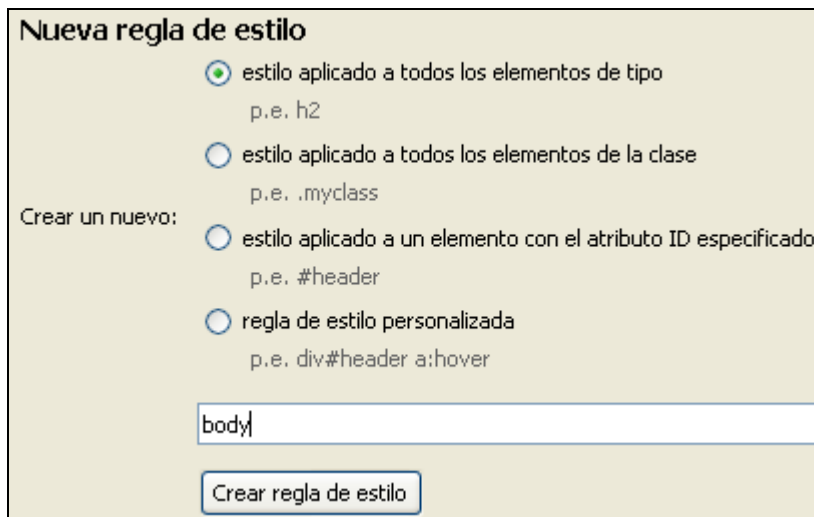 Nueva regla de estilo
estilo aplicado a todos los elementos de tipo
p.e. h2
estilo aplicado a todos los elementos de la clase
p.e. .myclass
Crear un nuevo:
estilo aplicado a un elemento con el atributo ID especificado
p.e. #header
regla de estilo personalizada
p.e. div#header a:hover
body
Crear regla de estilo